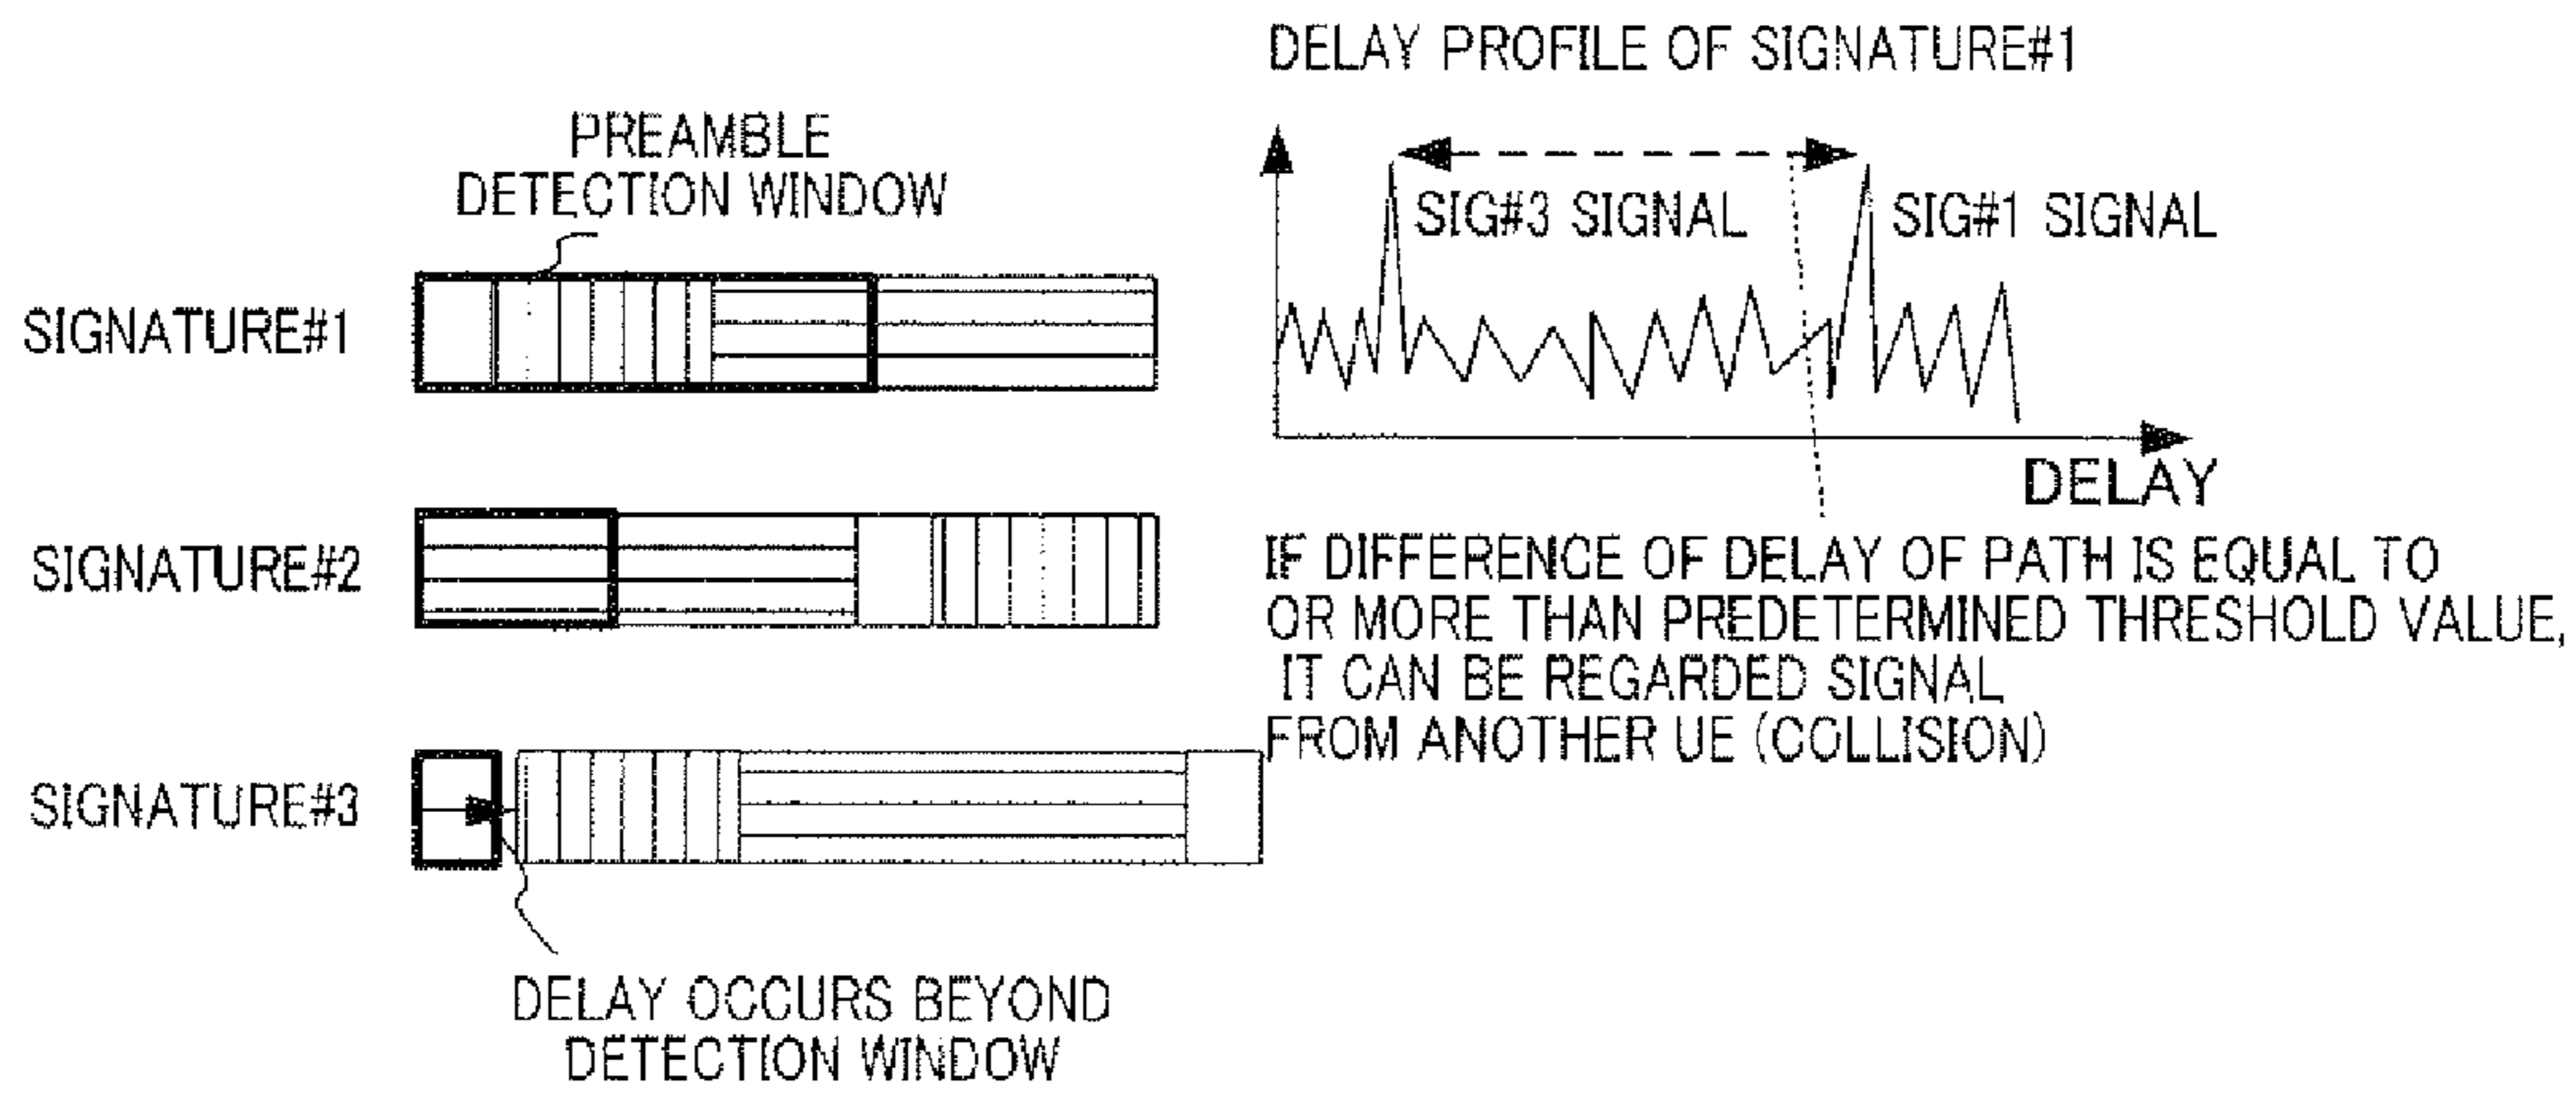 DELAY PROFILE OF SIGNATURE#1
PREAMBLE
DETECTION WINDOW
SIG#3 SIGNAL
SIG#1 SIGNAL
SIGNATURE#1
DELAY
SIGNATURE#2
IF DIFFERENCE OF DELAY OF PATH IS EQUAL TO
OR MORE THAN PREDETERMINED THRESHOLD VALUE,
IT CAN BE REGARDED SIGNAL
FROM ANOTHER UE (COLLISION)
SIGNATURE#3
DELAY OCCURS BEYOND
DETECTION WINDOW